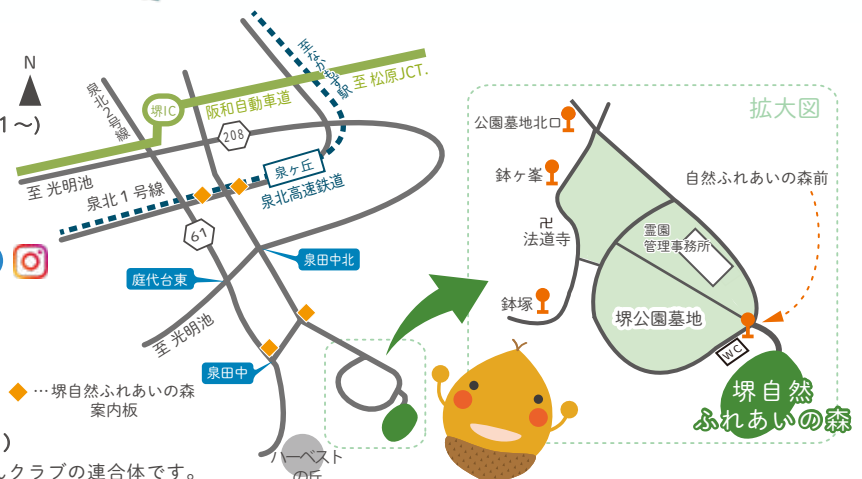 N
1～)
泉北2号線
堺IC
阪和自動車道
至なかもず駅
至 松原JCT.
208
至 光明池
泉北1号線
泉ヶ丘
泉北高速鉄道
61
泉田中北
庭代台東
至 光明池
泉田中
…堺自然ふれあいの森
案内板
ハーベスト
の丘
)
んクラブの連合体です。
拡大図
公園墓地北口
鉢ヶ峯
自然ふれあいの森前
卍
法道寺
霊園
管理事務所
鉢塚
堺公園墓地
WC
堺自然
ふれあいの森